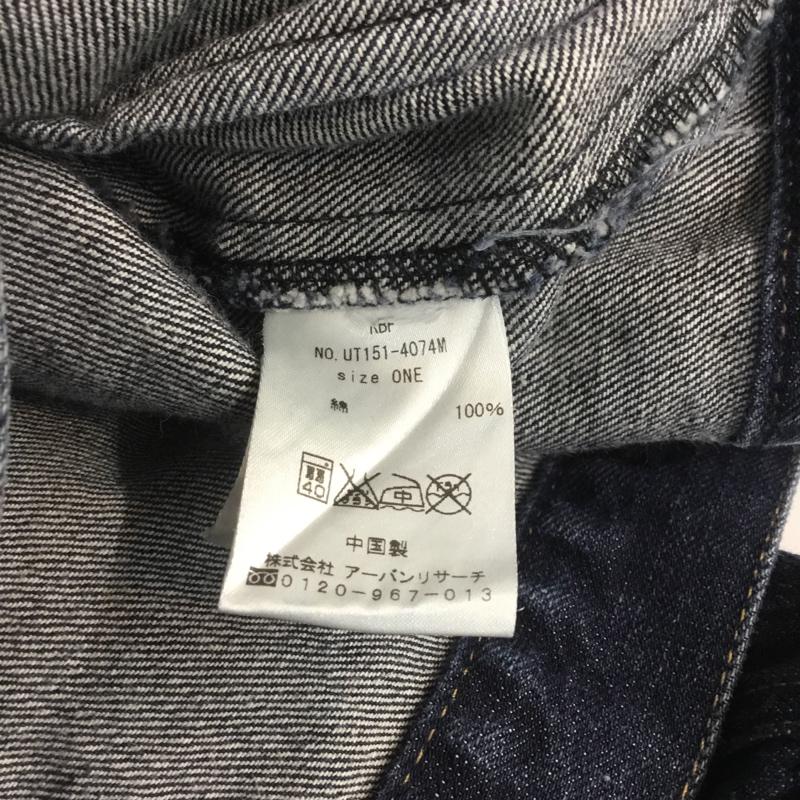 KBF
NO. UT151-4074M
size ONE
綿 100%
弱 40 中
中国製
株式会社 アーバンリサーチ
0120-967-013